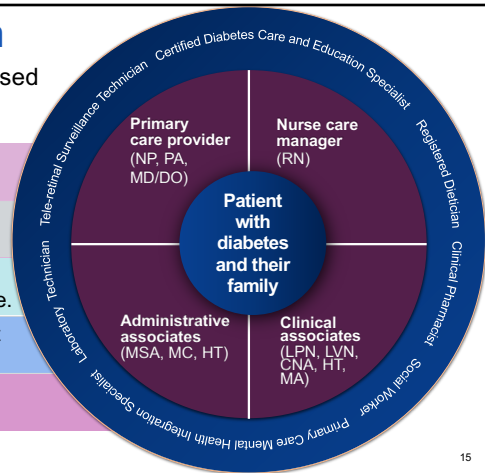 n
sed
e.
Tele-retinal Surveillance Technician
Certified Diabetes Care and Education Specialist
Registered Dietician
Clinical Pharmacist
Social Worker
Primary Care Mental Health Integration Specialist
Laboratory Technician
Primary
care provider
(NP, PA,
MD/DO)
Nurse care
manager
(RN)
Patient
with
diabetes
and their
family
Administrative
associates
(MSA, MC, HT)
Clinical
associates
(LPN, LVN,
CNA, HT,
MA)
15